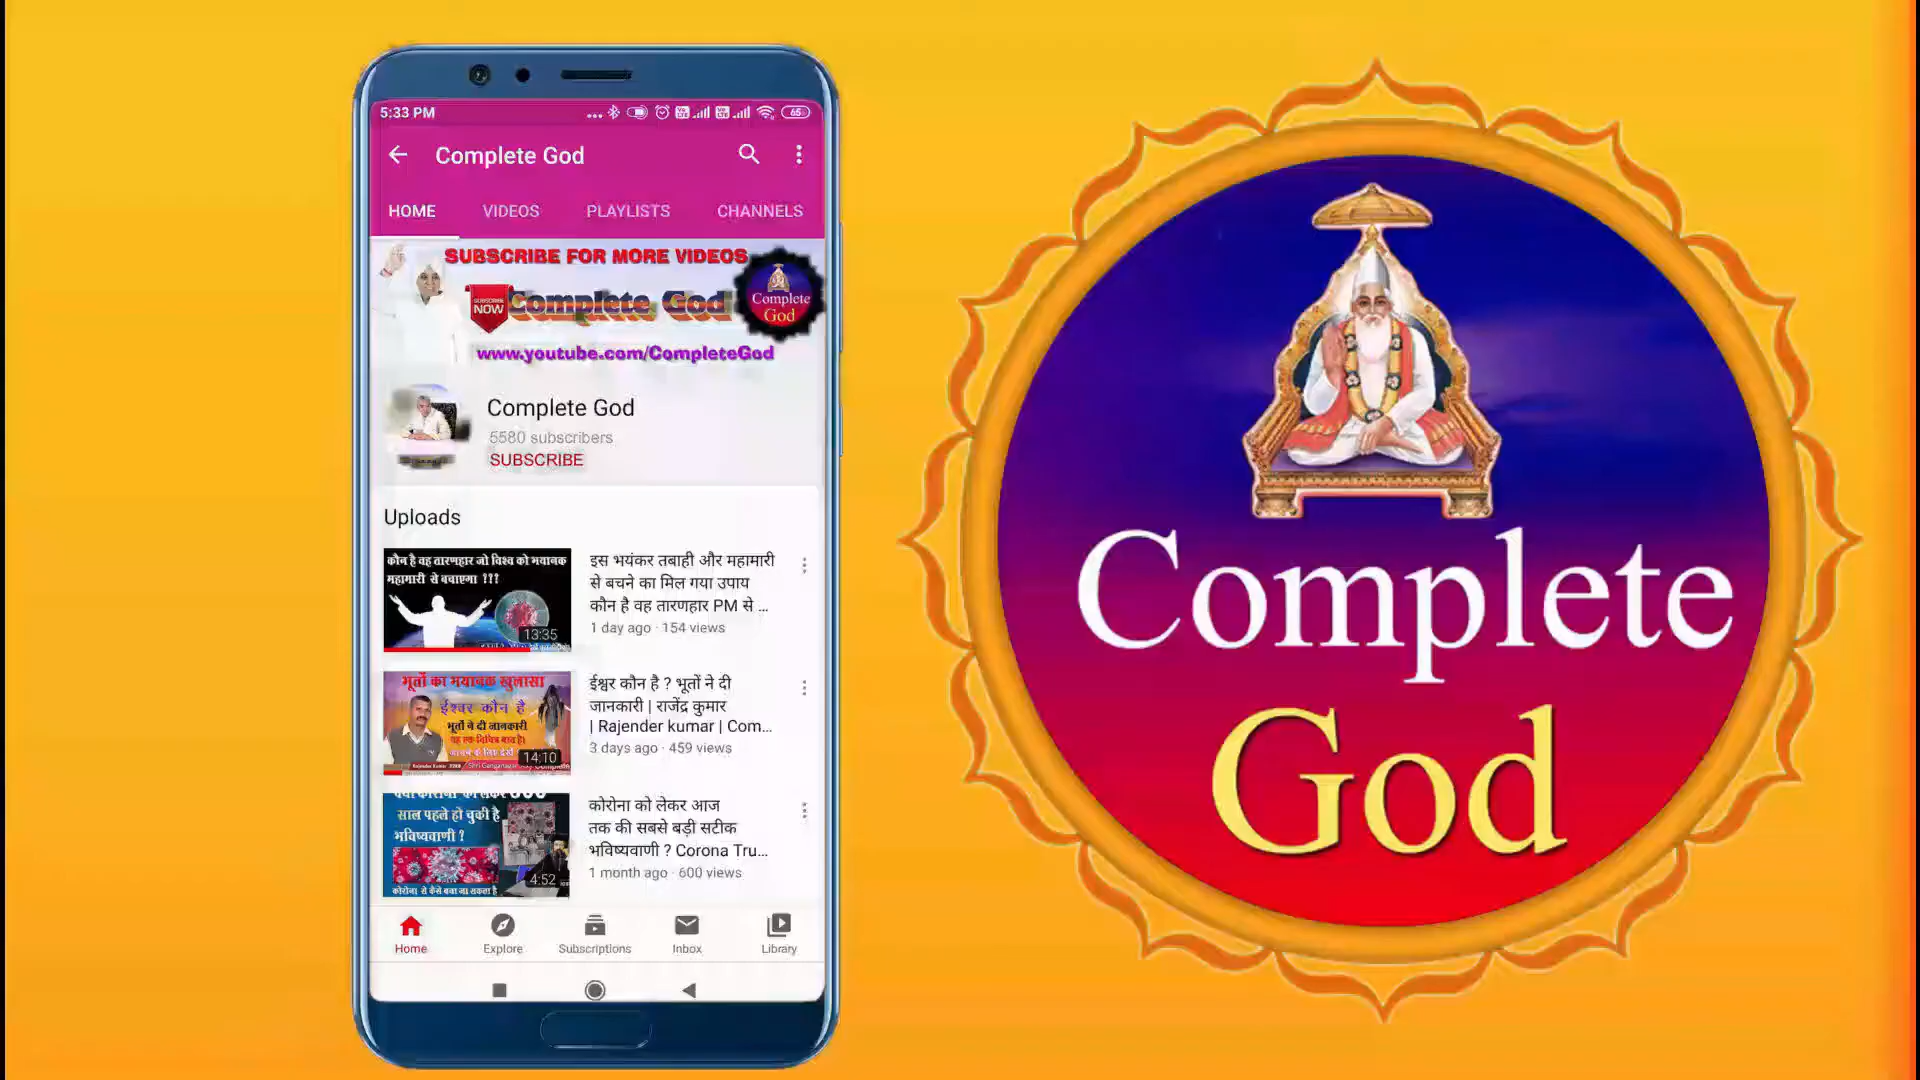 5:33 PM
65
Complete God
HOME VIDEOS PLAYLISTS CHANNELS
SUBSCRIBE FOR MORE VIDEOS
SUBSCRIBE
NOW
Complete God
Complete
God
www.youtube.com/CompleteGod
Complete God
5580 subscribers
SUBSCRIBE
Uploads
कौन है वह तारणहार जो विश्व को भयानक
महामारी से बचाएगा ???
13:35
इस भयंकर तबाही और महामारी
से बचने का मिल गया उपाय
कौन है वह तारणहार PM से ...
1 day ago · 154 views
भूतों का भयानक खुलासा
ईश्वर कौन है
भूतों ने दी जानकारी
14:10
ईश्वर कौन है ? भूतों ने दी
जानकारी | राजेंद्र कुमार
| Rajender kumar | Com...
3 days ago · 459 views
साल पहले हो चुकी है
भविष्यवाणी ?
कोरोना से कैसे बचा जा सकता है
4:52
कोरोना को लेकर आज
तक की सबसे बड़ी सटीक
भविष्यवाणी ? Corona Tru...
1 month ago · 600 views
Home Explore Subscriptions Inbox Library
Complete
God